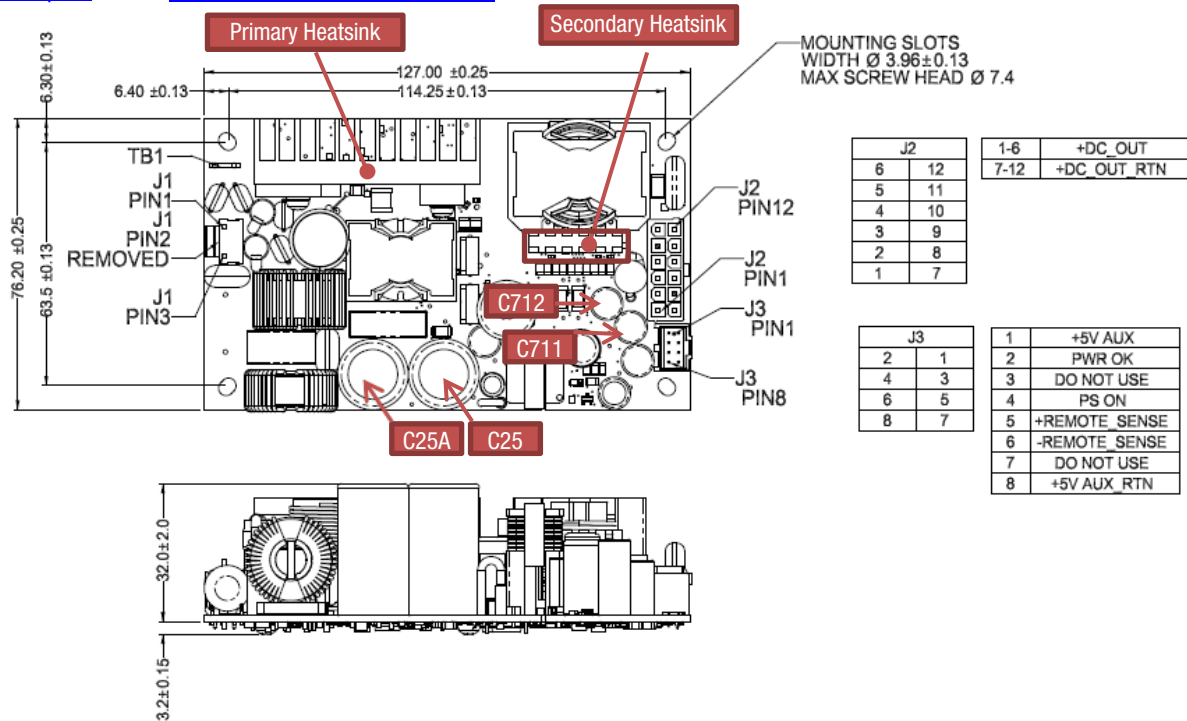 Primary Heatsink
Secondary Heatsink
MOUNTING SLOTS
WIDTH Ø 3.96±0.13
MAX SCREW HEAD Ø 7.4
6.30±0.13
127.00 ±0.25
6.40 ±0.13
114.25±0.13
76.20 ±0.25
63.5 ±0.13
TB1
J1
PIN1
J1
PIN2
REMOVED
J1
PIN3
J2
PIN12
J2
PIN1
J3
PIN1
J3
PIN8
C712
C711
C25A
C25
J2
6 12
5 11
4 10
3 9
2 8
1 7
1-6 +DC_OUT
7-12 +DC_OUT_RTN
J3
2 1
4 3
6 5
8 7
1 +5V AUX
2 PWR OK
3 DO NOT USE
4 PS ON
5 +REMOTE_SENSE
6 -REMOTE_SENSE
7 DO NOT USE
8 +5V AUX_RTN
32.0±2.0
3.2±0.15